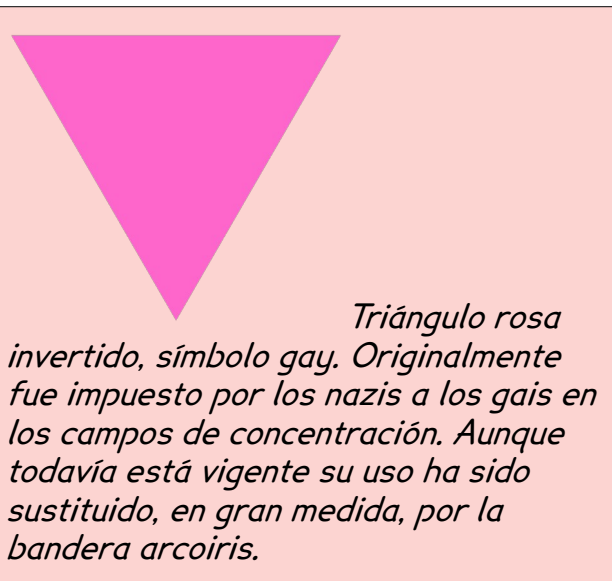 Triángulo rosa
invertido, símbolo gay. Originalmente
fue impuesto por los nazis a los gais en
los campos de concentración. Aunque
todavía está vigente su uso ha sido
sustituido, en gran medida, por la
bandera arcoiris.